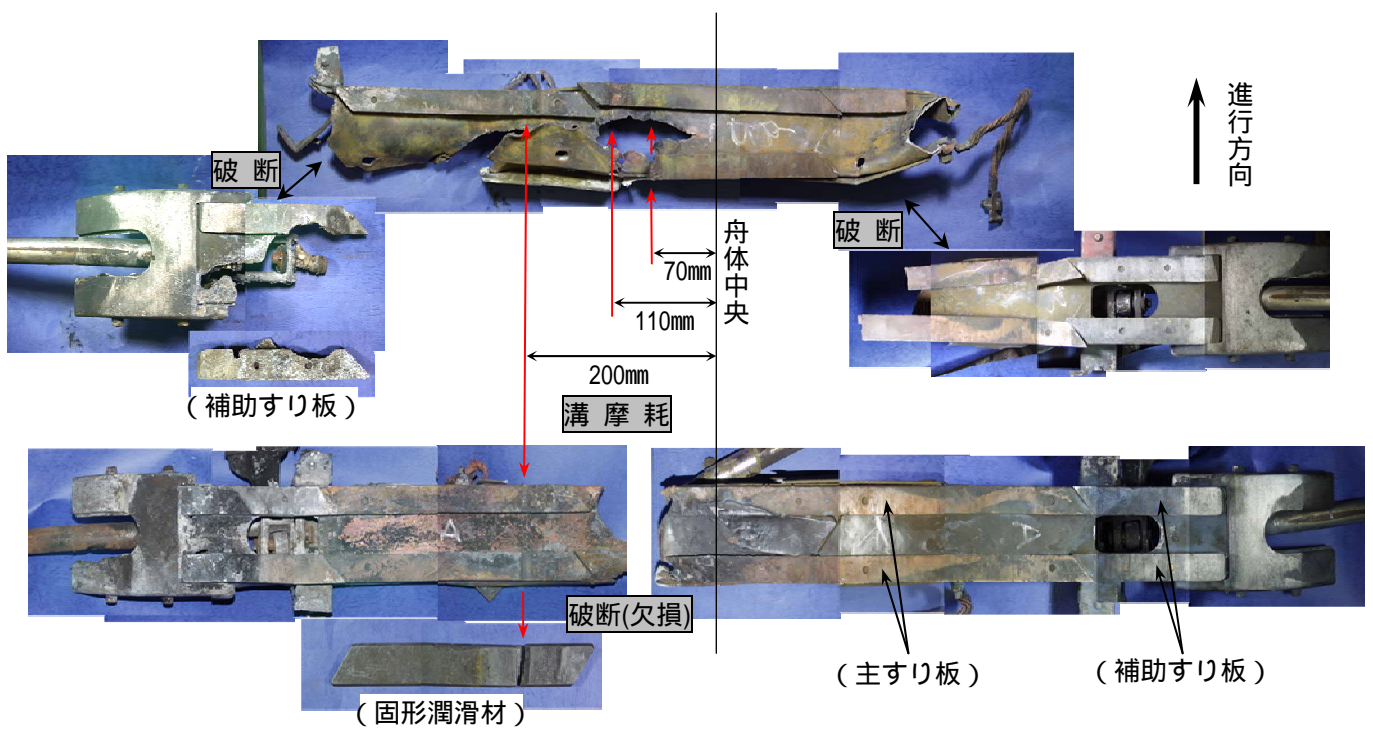 進行方向
破 断
破 断
舟体中央
70mm
110mm
200mm
溝 摩 耗
(補助すり板)
A
A
破断(欠損)
(主すり板)
(補助すり板)
(固形潤滑材)